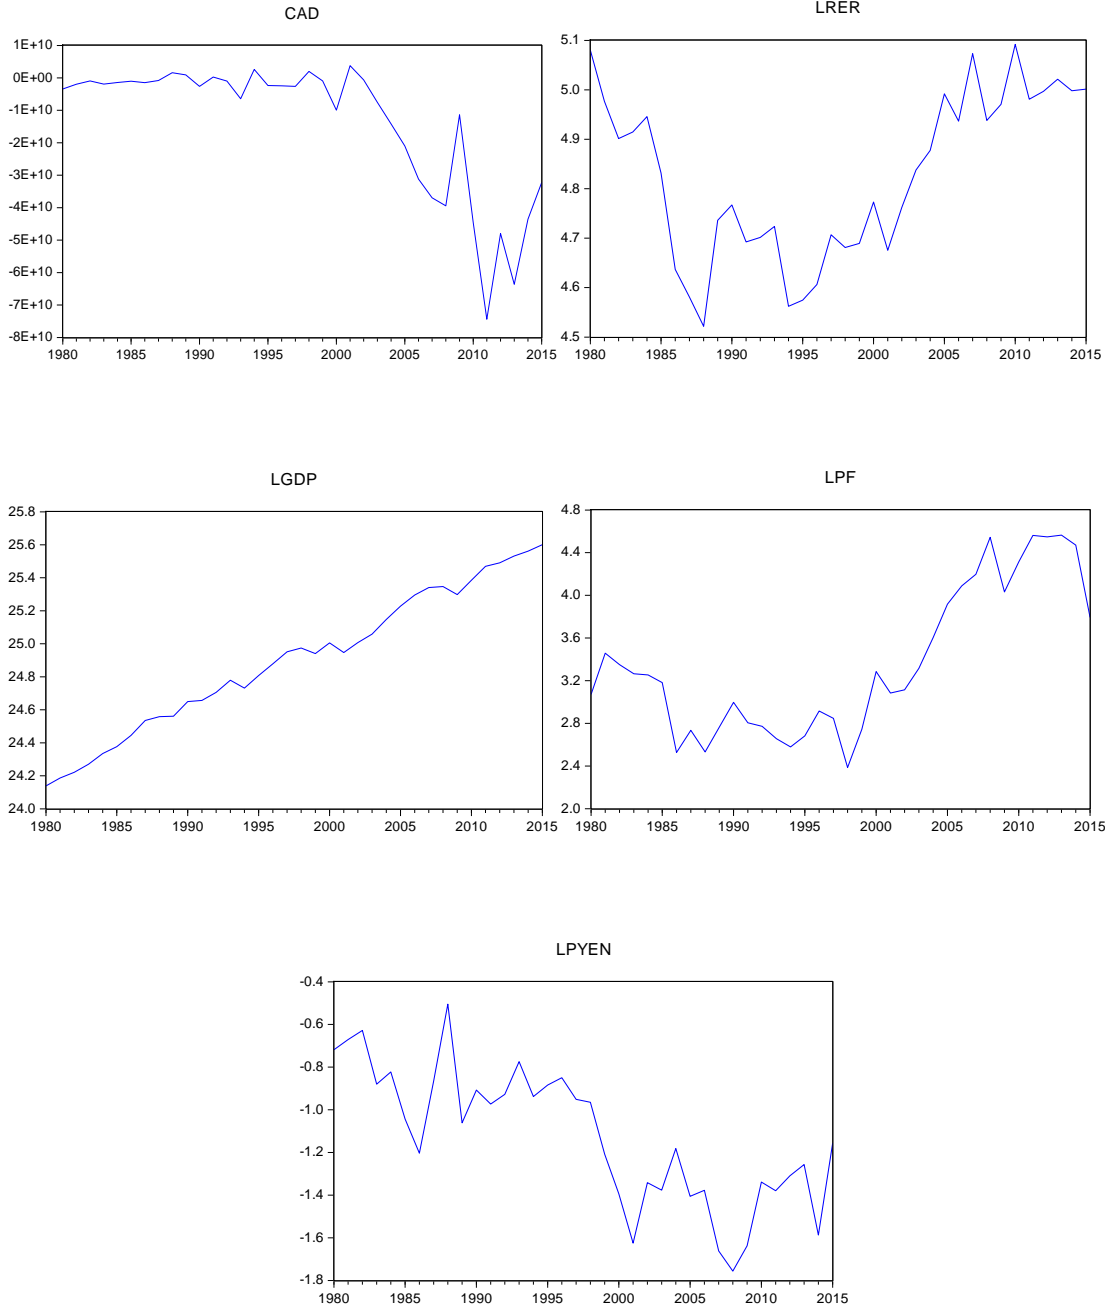 CAD
1E+10
0E+00
-1E+10
-2E+10
-3E+10
-4E+10
-5E+10
-6E+10
-7E+10
-8E+10
1980 1985 1990 1995 2000 2005 2010 2015
LRER
5.1
5.0
4.9
4.8
4.7
4.6
4.5
1980 1985 1990 1995 2000 2005 2010 2015
LGDP
25.8
25.6
25.4
25.2
25.0
24.8
24.6
24.4
24.2
24.0
1980 1985 1990 1995 2000 2005 2010 2015
LPF
4.8
4.4
4.0
3.6
3.2
2.8
2.4
2.0
1980 1985 1990 1995 2000 2005 2010 2015
LPYEN
-0.4
-0.6
-0.8
-1.0
-1.2
-1.4
-1.6
-1.8
1980 1985 1990 1995 2000 2005 2010 2015